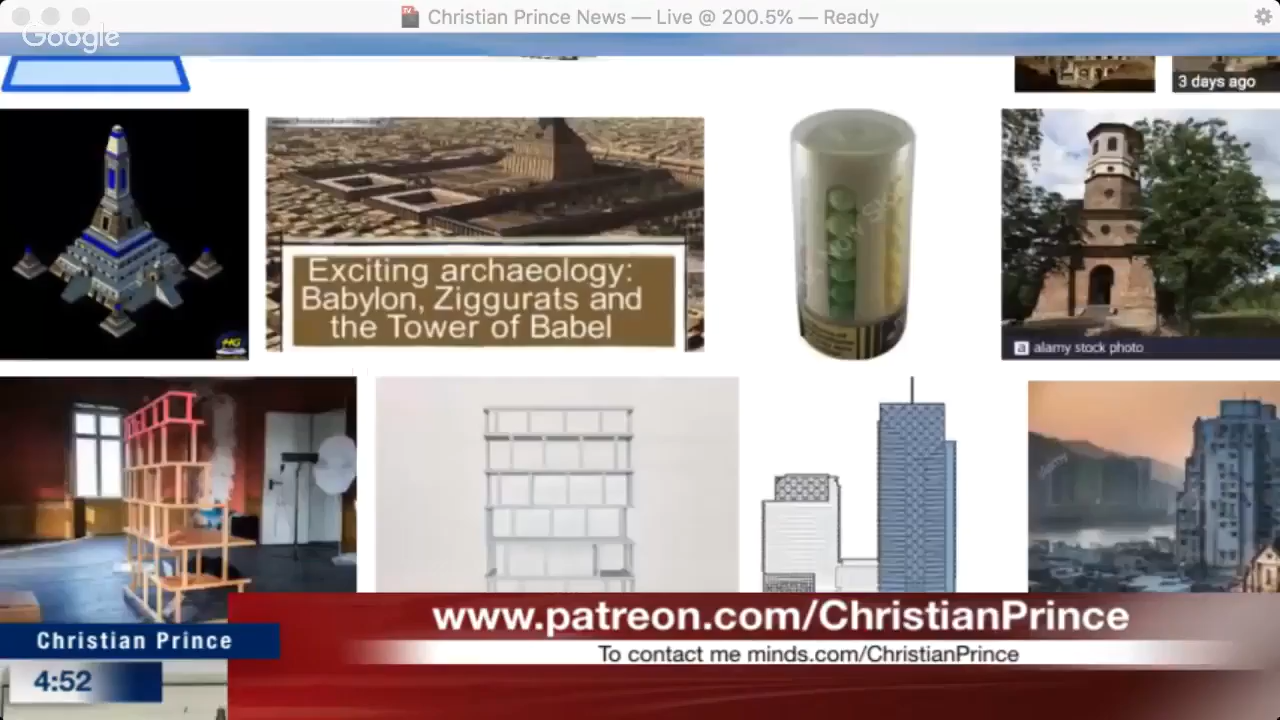 Christian Prince News — Live @ 200.5% — Ready
Google
3 days ago
Exciting archaeology:
Babylon, Ziggurats and
the Tower of Babel
HG
a alamy stock photo
www.patreon.com/ChristianPrince
To contact me minds.com/ChristianPrince
Christian Prince
4:52